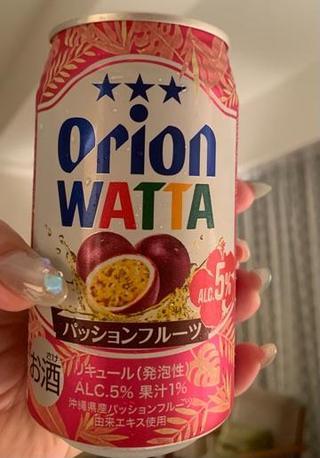 Orion
WATTA
ALC.5%
パッションフルーツ
お酒
リキュール(発泡性)
ALC.5% 果汁1%
沖縄県産パッションフルーツ
由来エキス使用